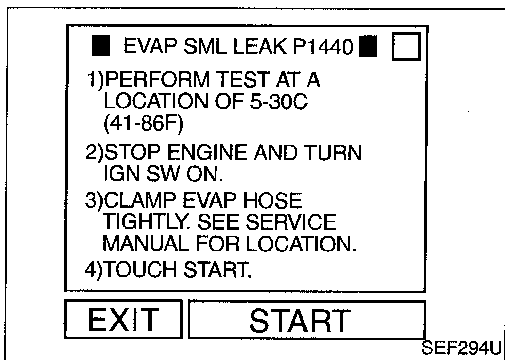 ■ EVAP SML LEAK P1440 ■ □
1)PERFORM TEST AT A
LOCATION OF 5-30C
(41-86F)
2)STOP ENGINE AND TURN
IGN SW ON.
3)CLAMP EVAP HOSE
TIGHTLY. SEE SERVICE
MANUAL FOR LOCATION.
4)TOUCH START.
EXIT START
SEF294U